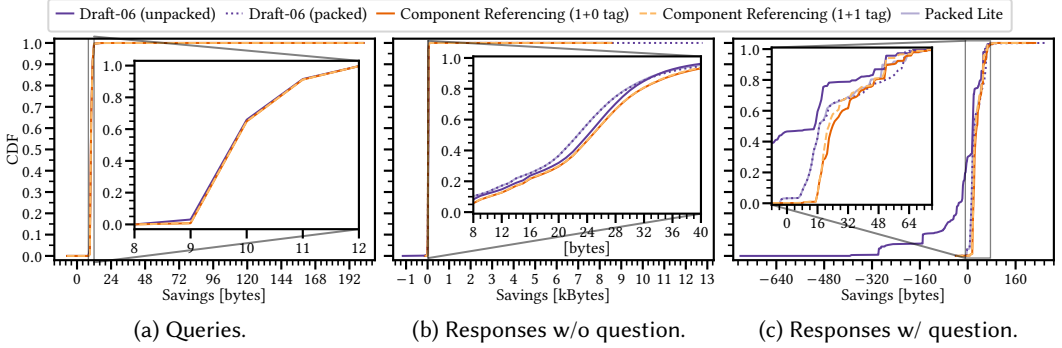 Draft-06 (unpacked) Draft-06 (packed) Component Referencing (1+0 tag) Component Referencing (1+1 tag) Packed Lite
CDF
1.0
0.9
0.8
0.7
0.6
0.5
0.4
0.3
0.2
0.1
0.0
1.0
0.8
0.6
0.4
0.2
0.0
8 9 10 11 12
0 24 48 72 96 120 144 168 192
Savings [bytes]
(a) Queries.
1.0
0.8
0.6
0.4
0.2
0.0
8 12 16 20 24 28 32 36 40
[bytes]
−1 0 1 2 3 4 5 6 7 8 9 10 11 12 13
Savings [kBytes]
(b) Responses w/o question.
1.0
0.8
0.6
0.4
0.2
0.0
0 16 32 48 64
−640 −480 −320 −160 0 160
Savings [bytes]
(c) Responses w/ question.